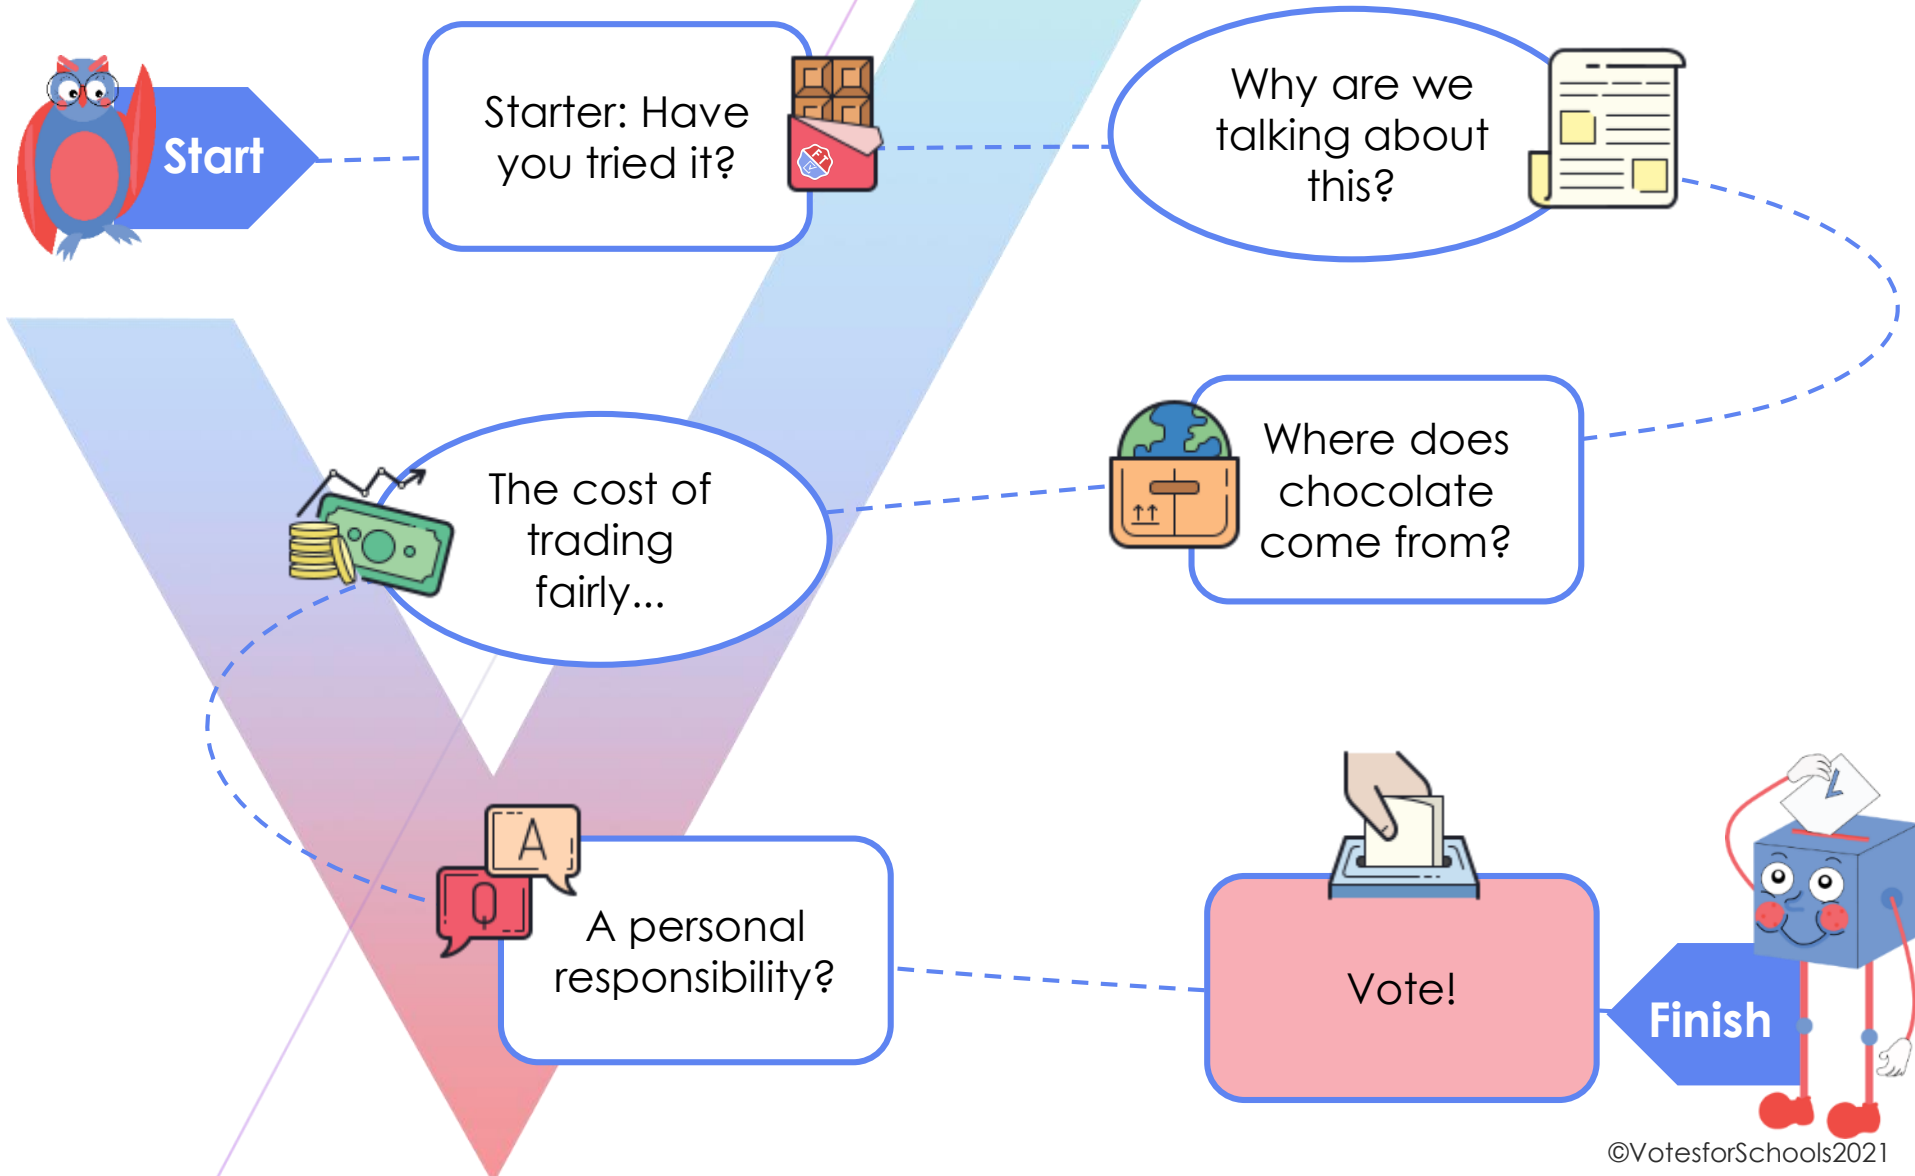 Start
Starter: Have
you tried it?
FT
Why are we
talking about
this?
Where does
chocolate
come from?
The cost of
trading
fairly...
A
Q
A personal
responsibility?
Vote!
Finish
©VotesforSchools2021